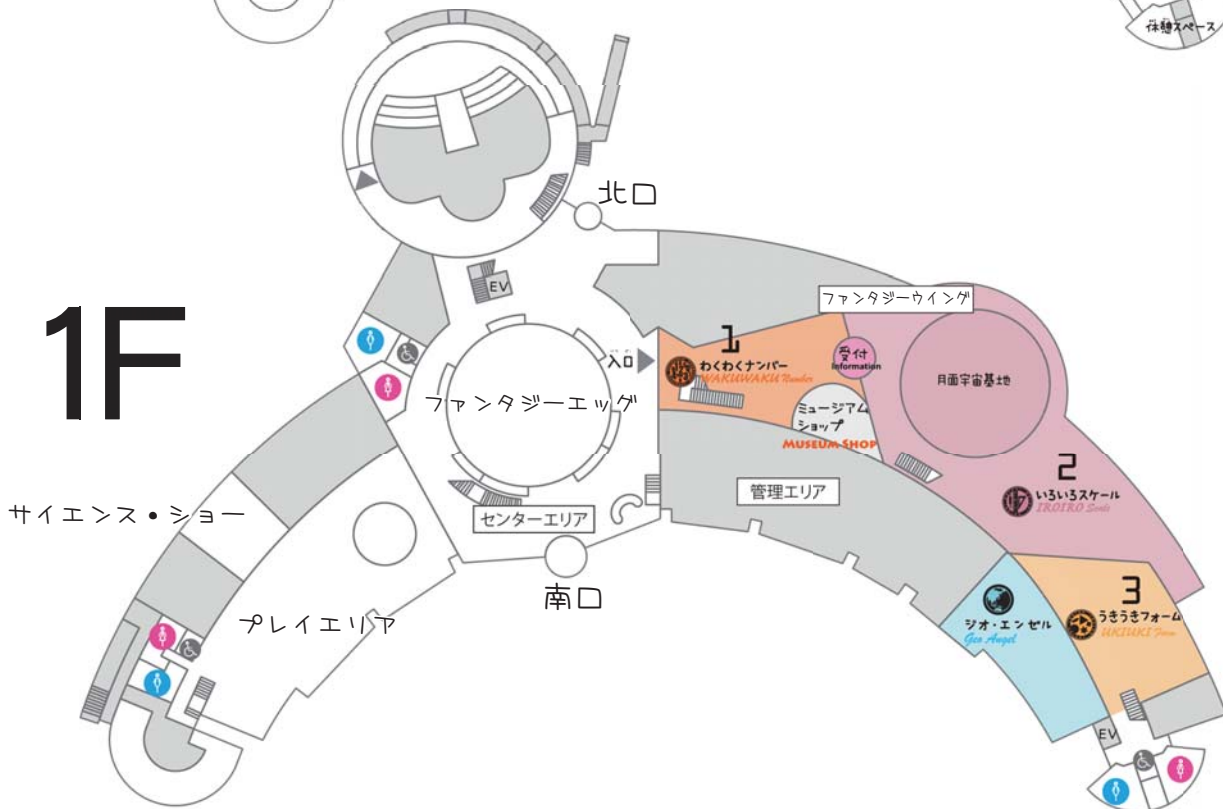 休憩スペース
北口
EV
ファンタジーウイング
1F
入口
1
わくわくナンバー
WAKUWAKU Number
受付
Information
月面宇宙基地
ファンタジーエッグ
ミュージアム
ショップ
MUSEUM SHOP
2
いろいろスケール
IROIRO Scale
管理エリア
サイエンス・ショー
センターエリア
南口
プレイエリア
3
うきうきフォーム
UKIUKI Form
ジオ・エンゼル
Geo Angel
EV